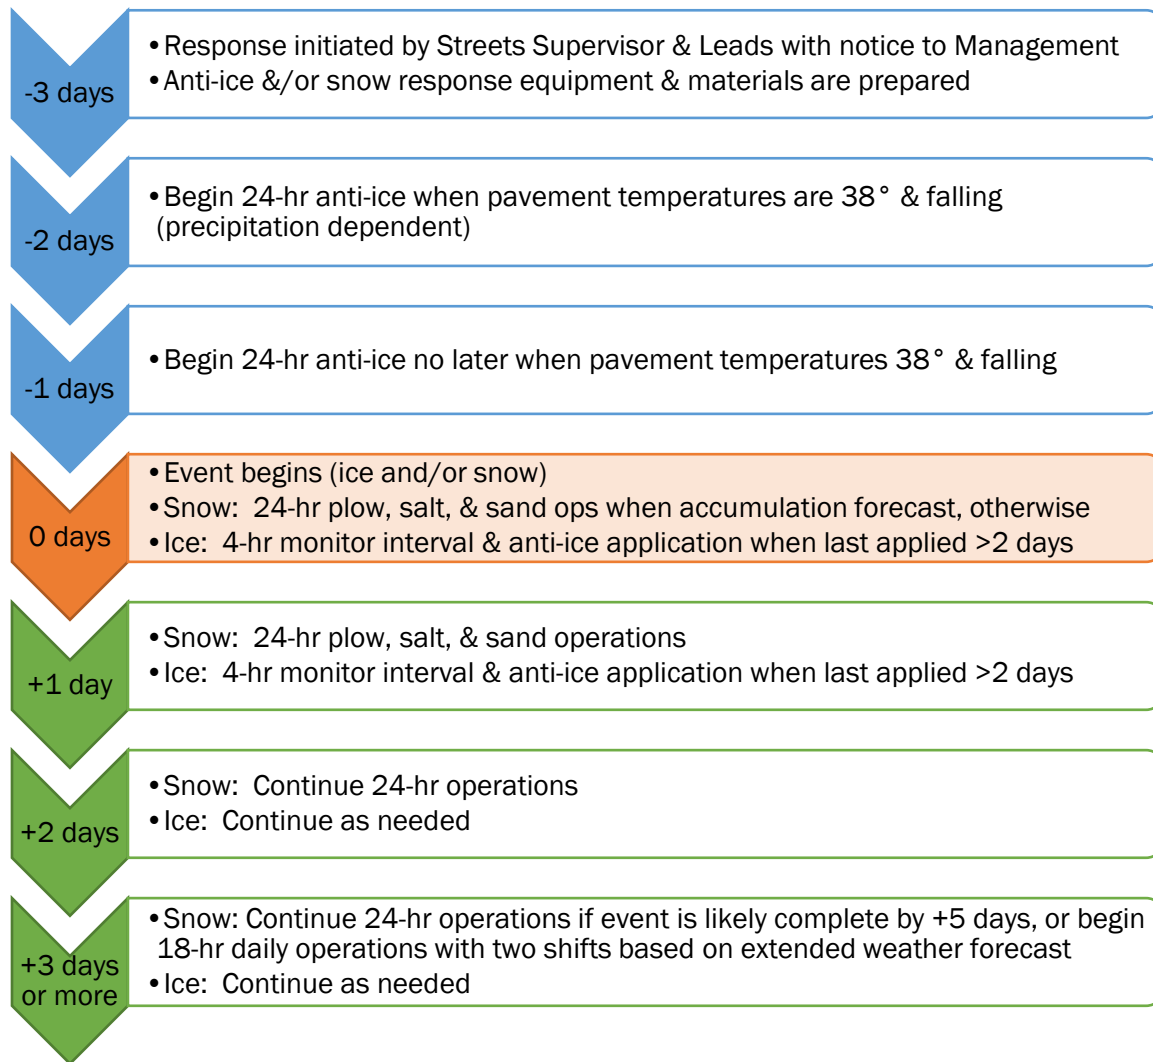 -3 days
•Response initiated by Streets Supervisor & Leads with notice to Management
•Anti-ice &/or snow response equipment & materials are prepared
-2 days
•Begin 24-hr anti-ice when pavement temperatures are 38° & falling
(precipitation dependent)
-1 days
•Begin 24-hr anti-ice no later when pavement temperatures 38° & falling
0 days
•Event begins (ice and/or snow)
•Snow: 24-hr plow, salt, & sand ops when accumulation forecast, otherwise
•Ice: 4-hr monitor interval & anti-ice application when last applied >2 days
+1 day
•Snow: 24-hr plow, salt, & sand operations
•Ice: 4-hr monitor interval & anti-ice application when last applied >2 days
+2 days
•Snow: Continue 24-hr operations
•Ice: Continue as needed
+3 days
or more
•Snow: Continue 24-hr operations if event is likely complete by +5 days, or begin
18-hr daily operations with two shifts based on extended weather forecast
•Ice: Continue as needed